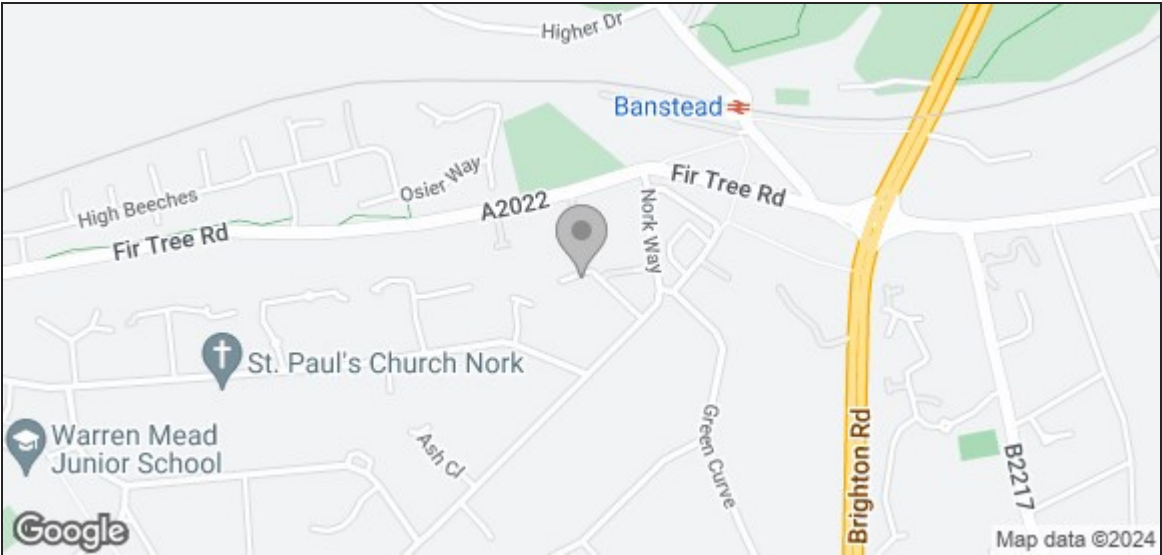 Higher Dr
Banstead
Fir Tree Rd
Osier Way
High Beeches
A2022
Nork Way
Fir Tree Rd
St. Paul's Church Nork
Warren Mead
Junior School
Ash Cl
Green Curve
Brighton Rd
B2217
Google
Map data ©2024